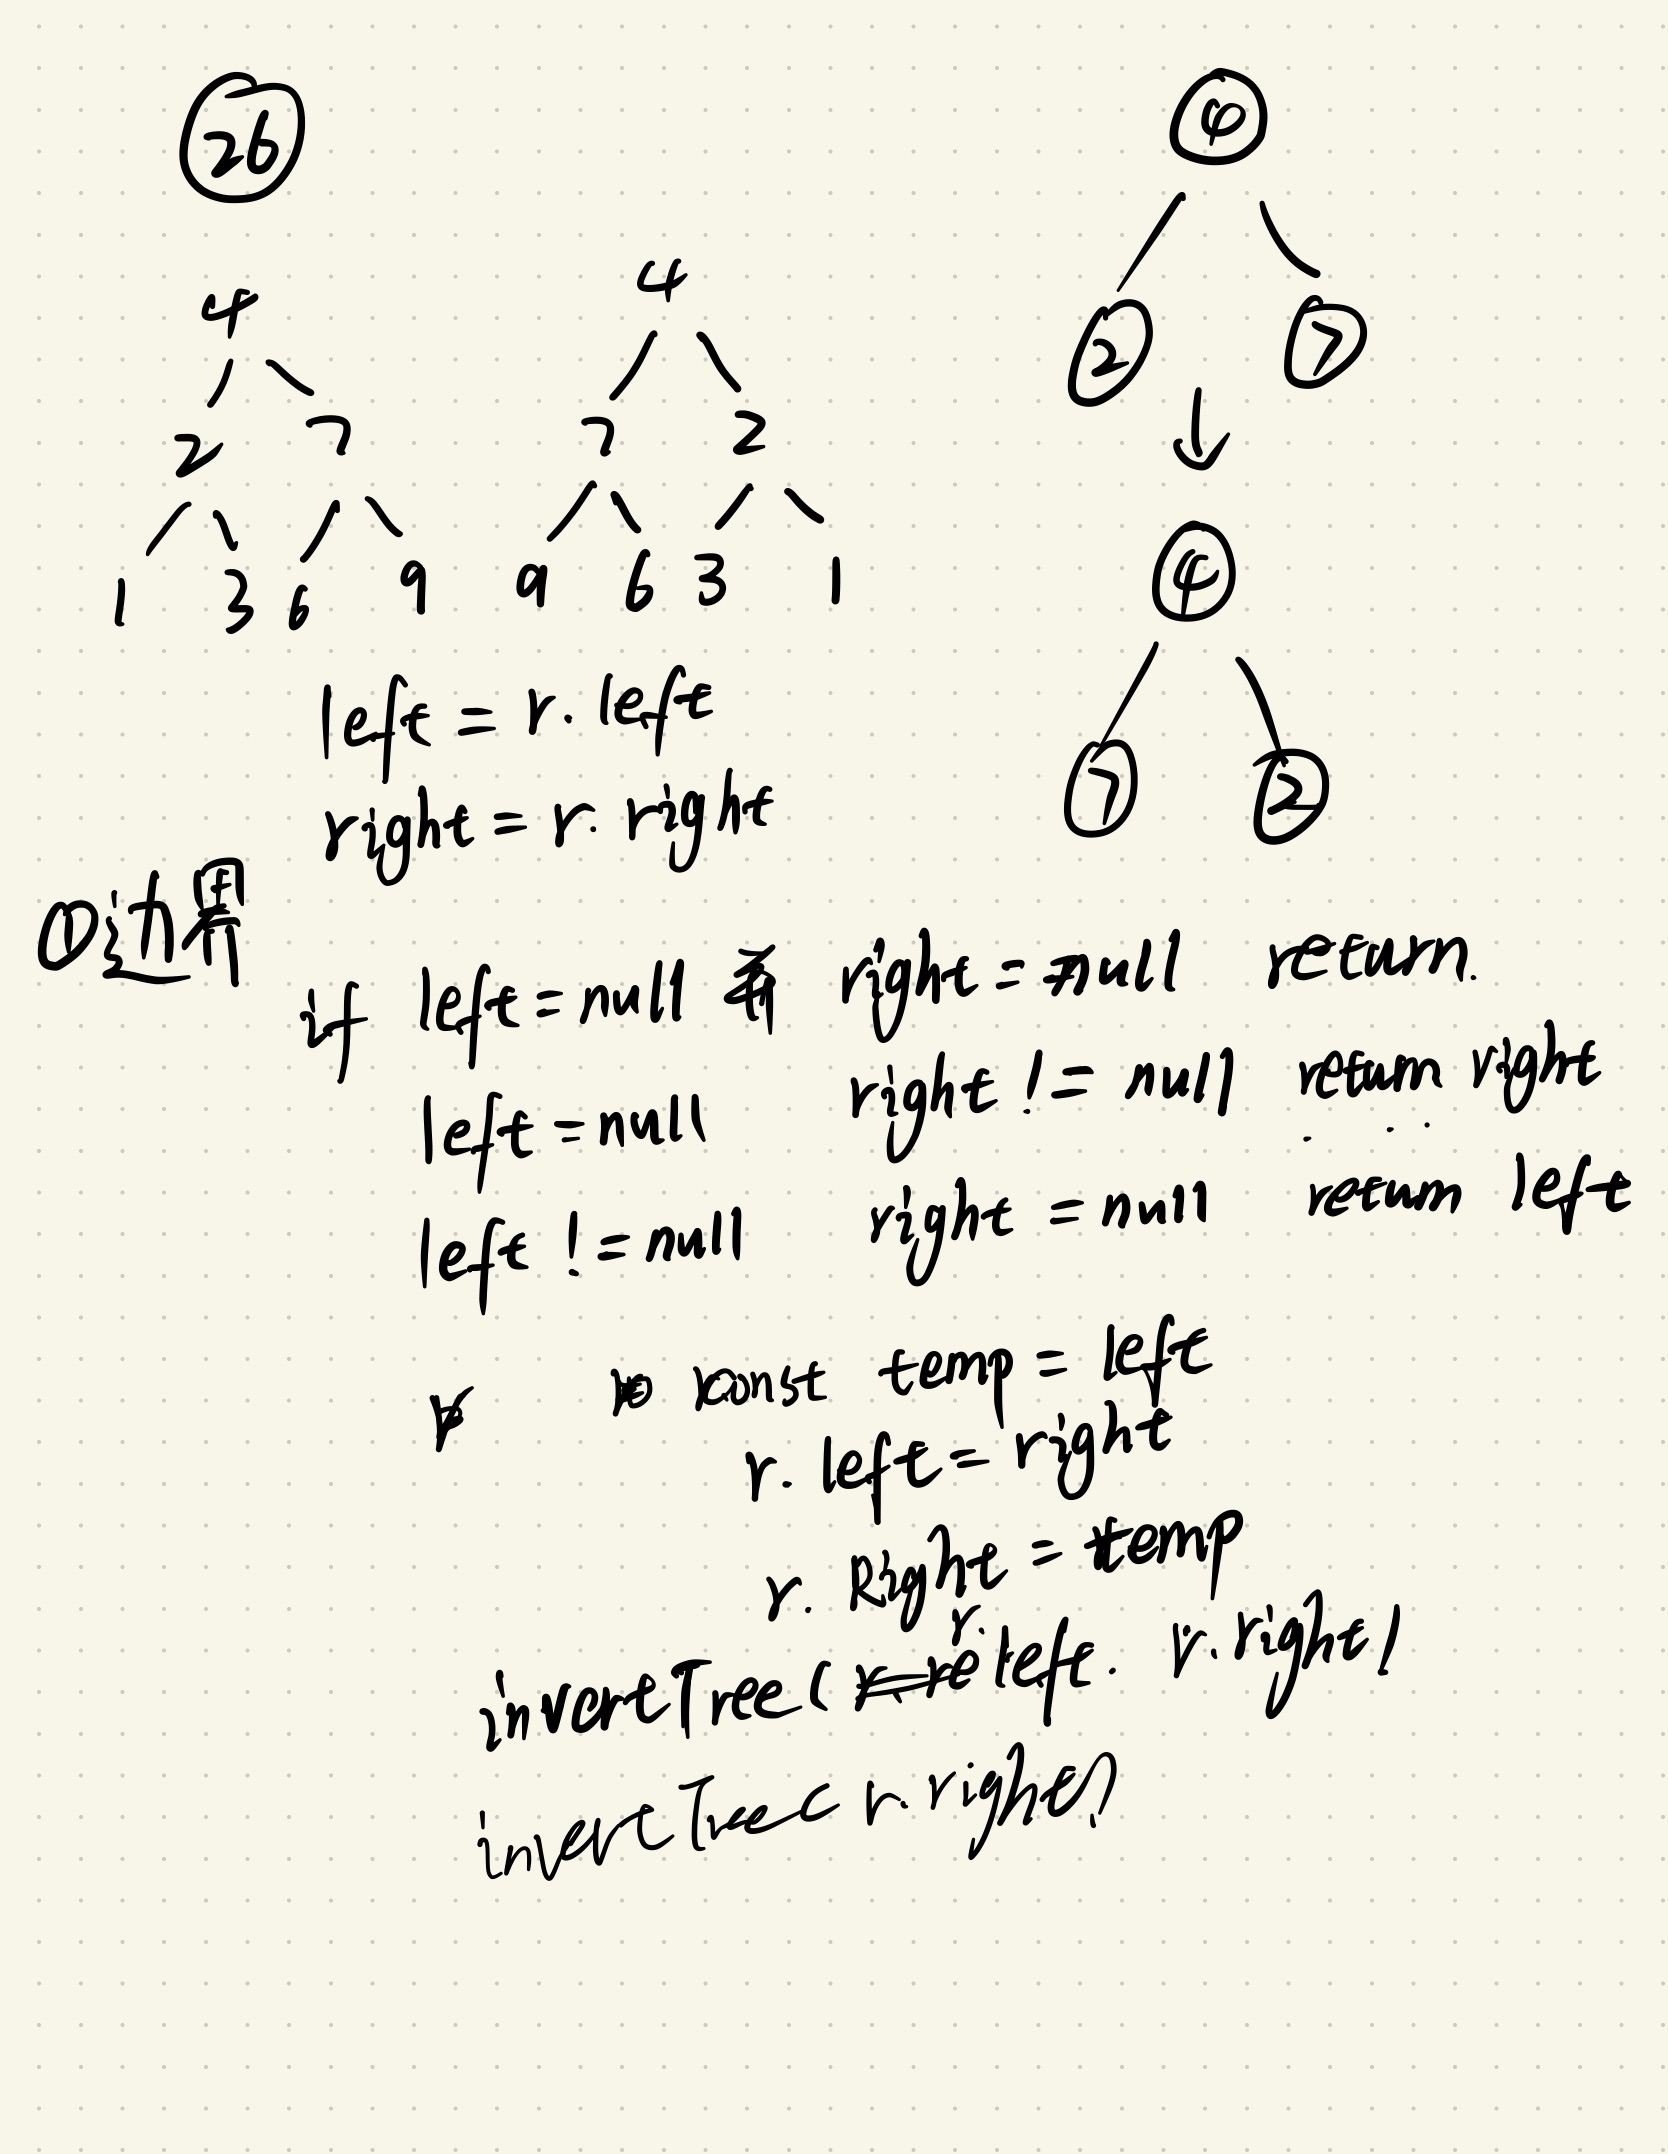 26
4
2 7
1 3 6 9
4
7 2
9 6 3 1
4
2 7
4
7 2
left = r. left
right = r. right
①边界
if left = null right = null return.
left = null right != null return right
left != null right = null return left
const temp = left
r. left = right
r. Right = temp
invertTree( r. left. r. right)
invertTree( r. right)